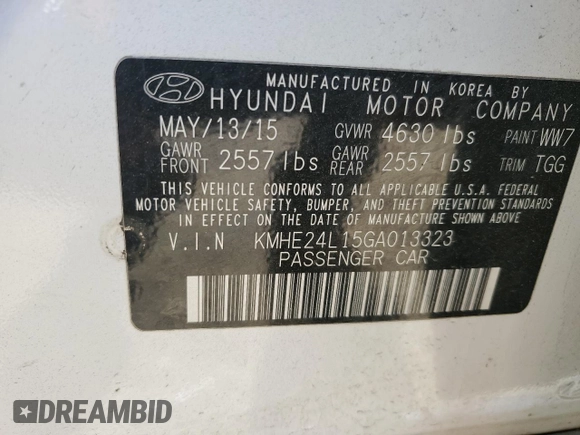 MANUFACTURED IN KOREA BY
HYUNDAI MOTOR COMPANY
MAY/13/15 GVWR 4630 lbs PAINT WW7
GAWR FRONT 2557 lbs GAWR REAR 2557 lbs TRIM TGG
THIS VEHICLE CONFORMS TO ALL APPLICABLE U.S.A. FEDERAL
MOTOR VEHICLE SAFETY, BUMPER, AND THEFT PREVENTION STANDARDS
IN EFFECT ON THE DATE OF MANUFACTURE SHOWN ABOVE.
V.I.N KMHE24L15GA013323
PASSENGER CAR
DREAMBID